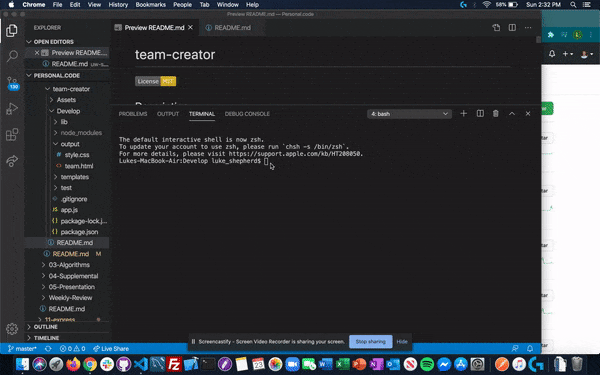 Chrome File Edit View History Bookmarks People Tab Window Help
Sun 2:32 PM
Preview README.md — Personal.code
EXPLORER
Preview README.md
README.md
OPEN EDITORS
Preview README....
README.md
PERSONAL.CODE
team-creator
Assets
Develop
lib
node_modules
output
style.css
team.html
templates
test
.gitignore
app.js
package-lock.j...
package.json
README.md
README.md M
03-Algorithms
04-Supplemental
05-Presentation
Weekly-Review
README.md
11-express
OUTLINE
TIMELINE
team-creator
License MIT
PROBLEMS OUTPUT TERMINAL DEBUG CONSOLE
4: bash
The default interactive shell is now zsh.
To update your account to use zsh, please run `chsh -s /bin/zsh`.
For more details, please visit https://support.apple.com/kb/HT208050.
Lukes-MacBook-Air:Develop luke_shepherd$
Screencastify - Screen Video Recorder is sharing your screen.
Stop sharing
Hide
master* 0 0 Live Share